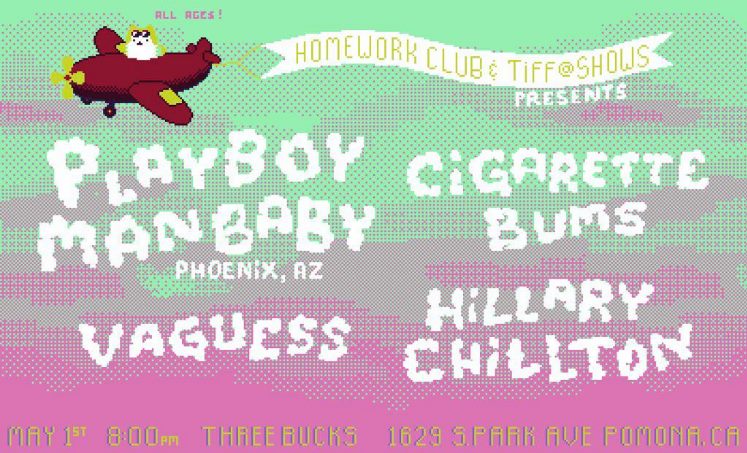 ALL AGES!
HOMEWORK CLUB & TIFF@SHOWS
PRESENTS
PLAYBOY
MANBABY
PHOENIX, AZ
CIGARETTE
BUMS
VAGUESS
HILLARY
CHILLTON
MAY 1ST 8:00PM THREE BUCKS 1629 S.PARK AVE POMONA.CA